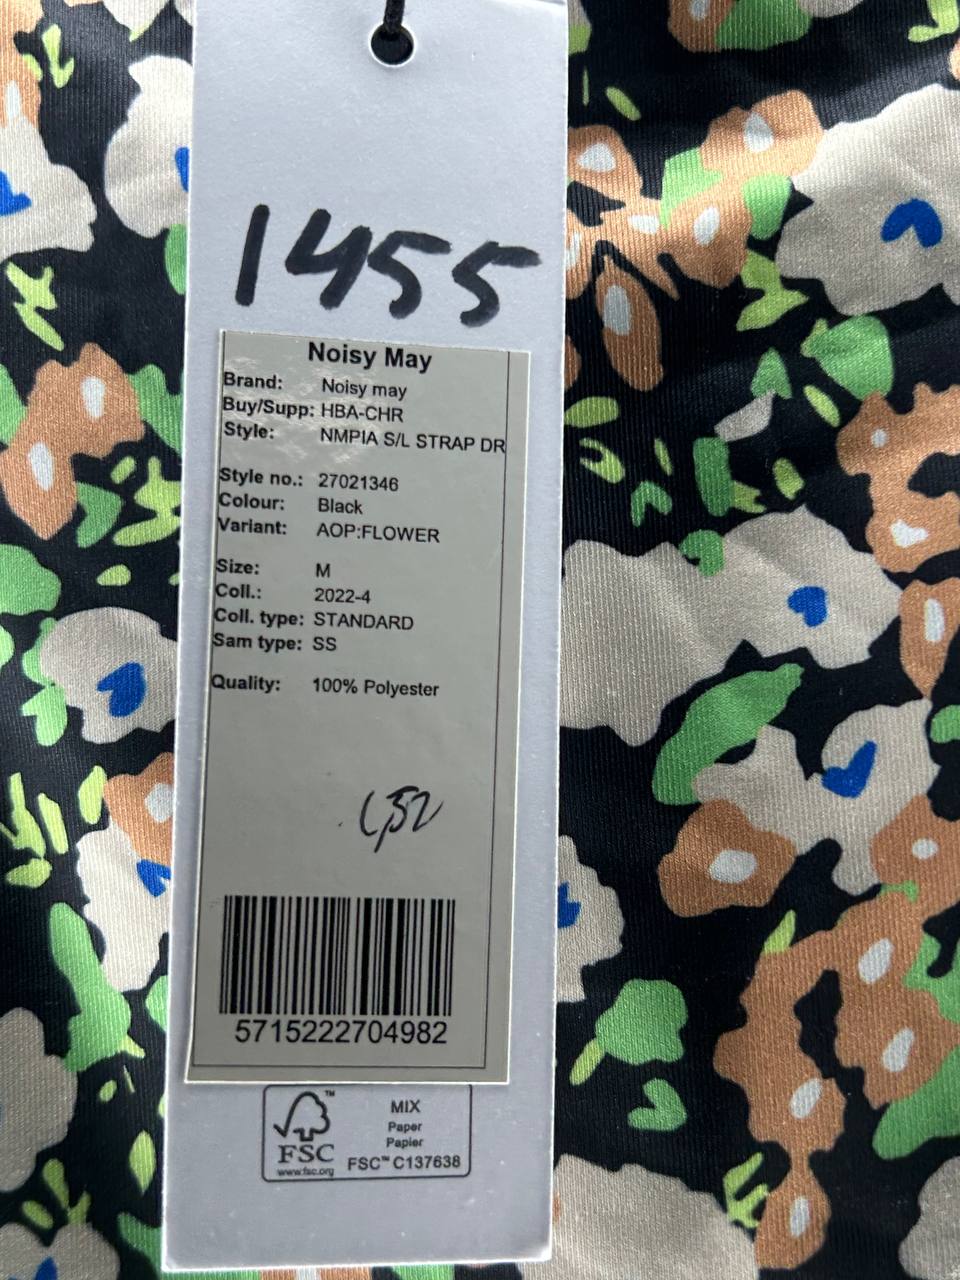 1455
Noisy May
Brand: Noisy may
Buy/Supp: HBA-CHR
Style: NMPIA S/L STRAP DR
Style no.: 27021346
Colour: Black
Variant: AOP:FLOWER
Size: M
Coll.: 2022-4
Coll. type: STANDARD
Sam type: SS
Quality: 100% Polyester
5715222704982
FSC™
www.fsc.org
MIX
Paper
Papier
FSC™ C137638